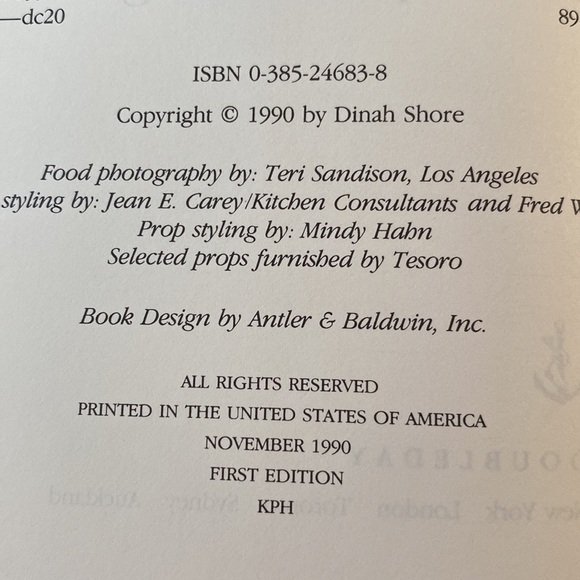 —dc20 89
ISBN 0-385-24683-8
Copyright © 1990 by Dinah Shore
Food photography by: Teri Sandison, Los Angeles
styling by: Jean E. Carey/Kitchen Consultants and Fred
Prop styling by: Mindy Hahn
Selected props furnished by Tesoro
Book Design by Antler & Baldwin, Inc.
ALL RIGHTS RESERVED
PRINTED IN THE UNITED STATES OF AMERICA
NOVEMBER 1990
FIRST EDITION
KPH